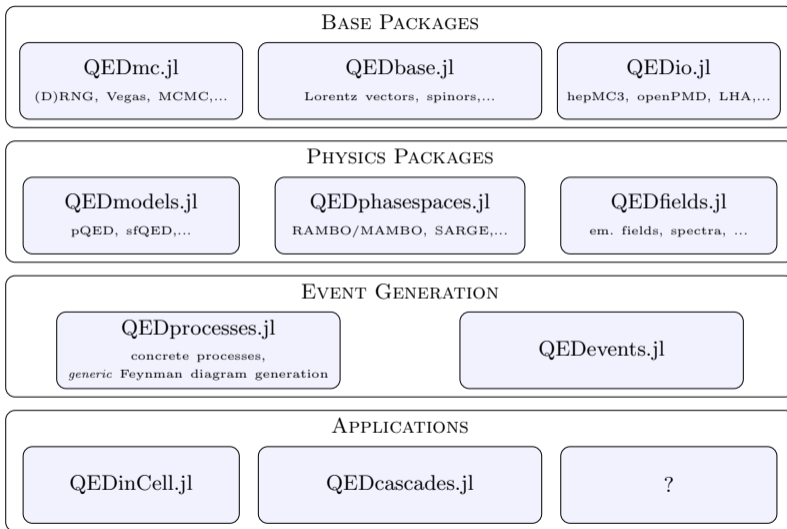 BASE PACKAGES
QEDmc.jl
(D)RNG, Vegas, MCMC,...
QEDbase.jl
Lorentz vectors, spinors,...
QEDio.jl
hepMC3, openPMD, LHA,...
PHYSICS PACKAGES
QEDmodels.jl
pQED, sfQED,...
QEDphasespaces.jl
RAMBO/MAMBO, SARGE,...
QEDfields.jl
em. fields, spectra, ...
EVENT GENERATION
QEDprocesses.jl
concrete processes,
generic Feynman diagram generation
QEDevents.jl
APPLICATIONS
QEDinCell.jl
QEDcascades.jl
?